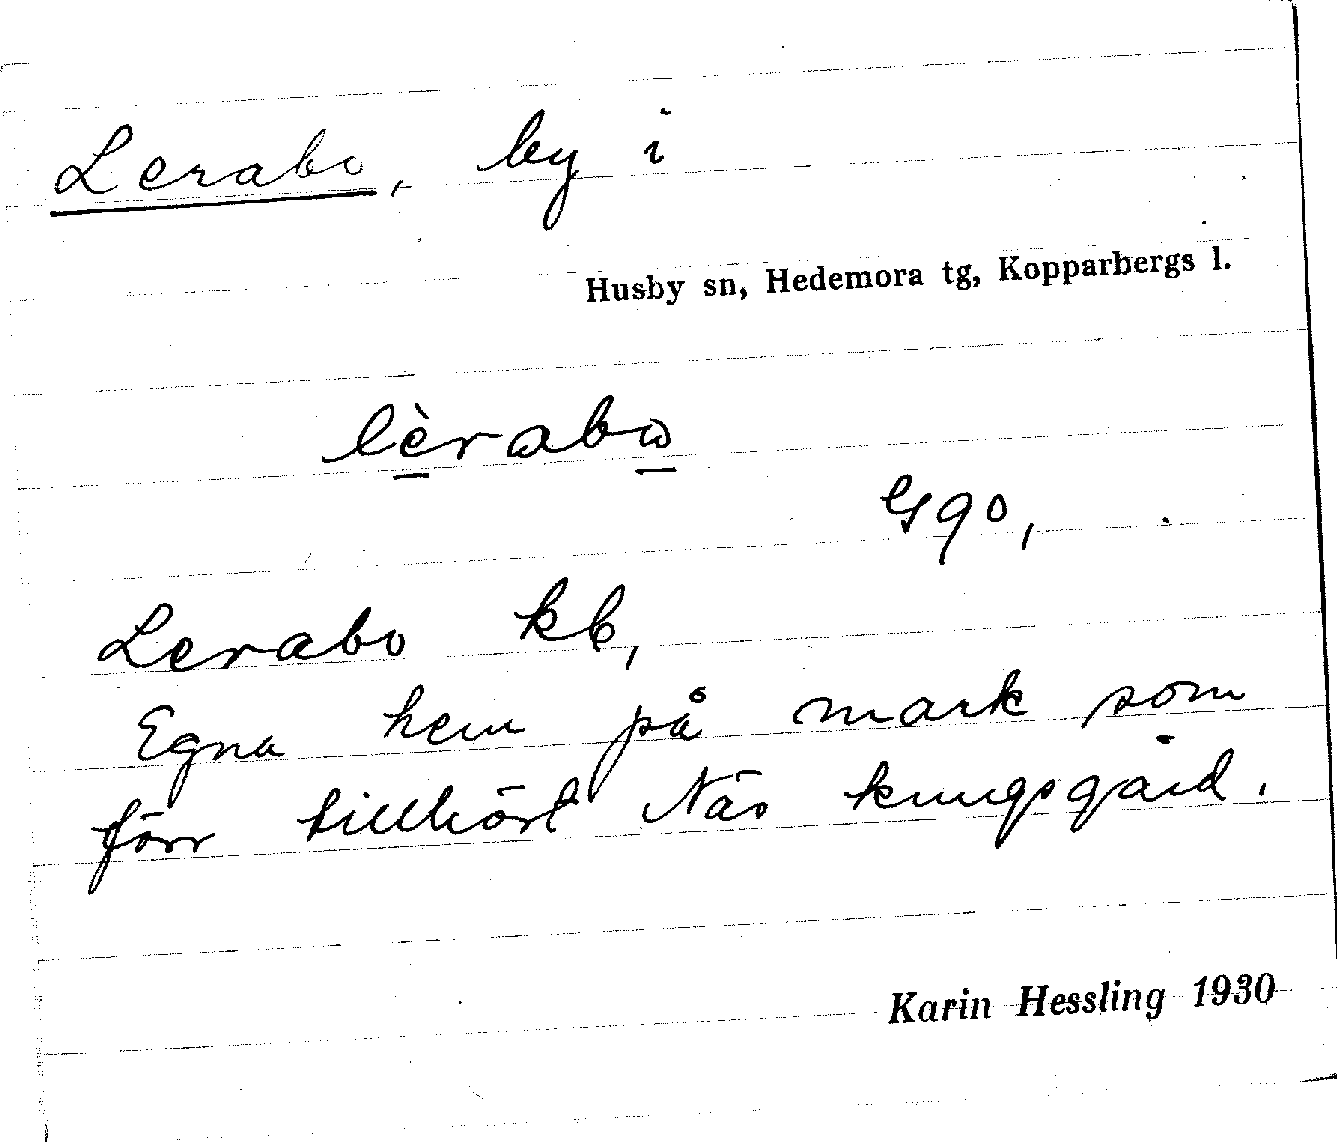 Lerabo, by i
Husby sn, Hedemora tg, Kopparbergs l.
lèrabω
G90,
Lerabo kb,
Egna hem på mark som
förr tillhört Näs kungsgård.
Karin Hessling 1930